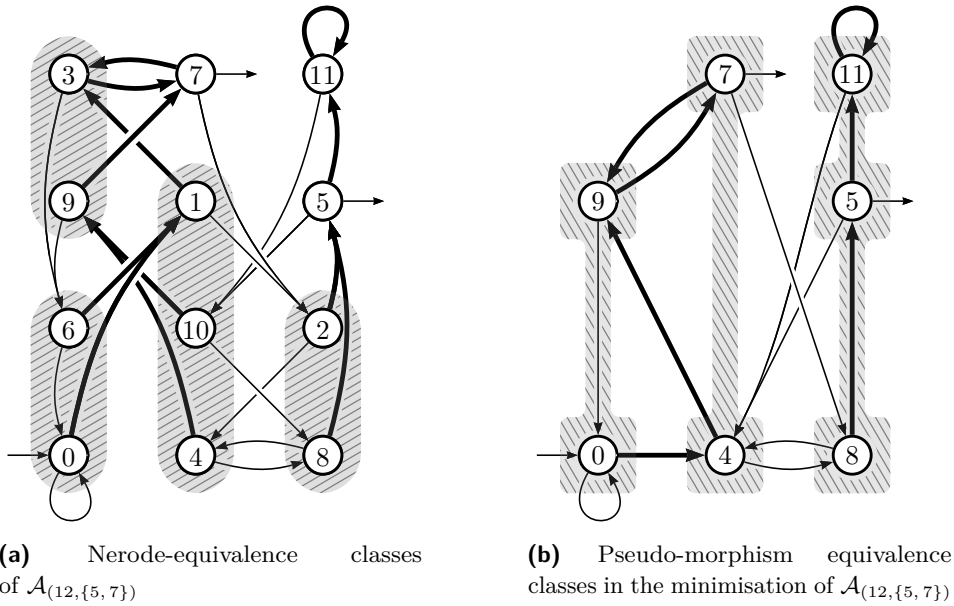 3 7 11
9 1 5
6 10 2
0 4 8
7 11
9 5
0 4 8
(a) Nerode-equivalence classes
of A(12,{5, 7})
(b) Pseudo-morphism equivalence
classes in the minimisation of A(12,{5, 7})